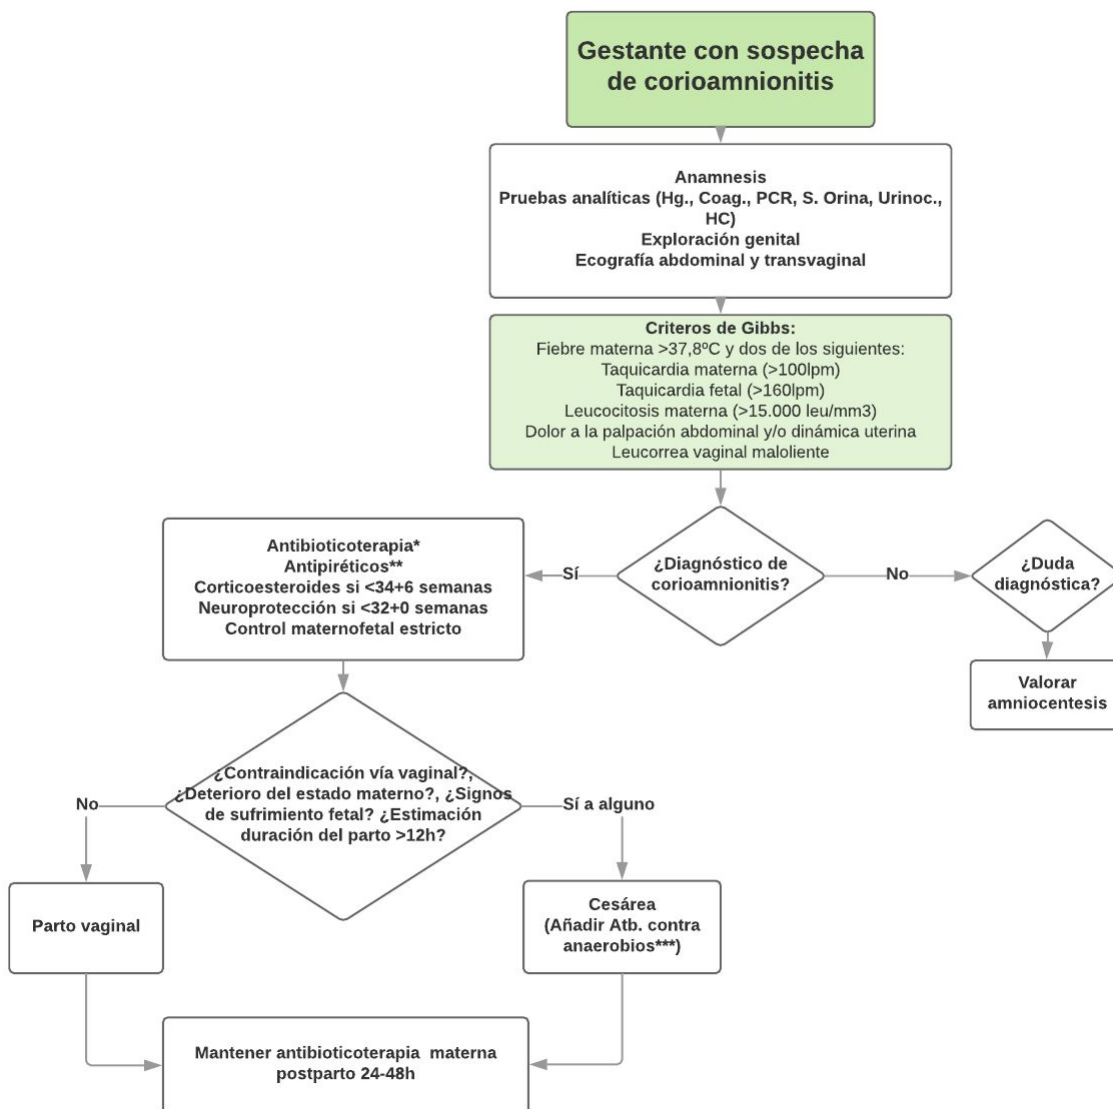 Gestante con sospecha
de corioamnionitis
Anamnesis
Pruebas analíticas (Hg., Coag., PCR, S. Orina, Urinoc.,
HC)
Exploración genital
Ecografía abdominal y transvaginal
Criteros de Gibbs:
Fiebre materna >37,8ºC y dos de los siguientes:
Taquicardia materna (>100lpm)
Taquicardia fetal (>160lpm)
Leucocitosis materna (>15.000 leu/mm3)
Dolor a la palpación abdominal y/o dinámica uterina
Leucorrea vaginal maloliente
¿Diagnóstico de
corioamnionitis?
Sí
No
¿Duda
diagnóstica?
Valorar
amniocentesis
Antibioticoterapia*
Antipiréticos**
Corticoesteroides si <34+6 semanas
Neuroprotección si <32+0 semanas
Control maternofetal estricto
¿Contraindicación vía vaginal?,
¿Deterioro del estado materno?, ¿Signos
de sufrimiento fetal? ¿Estimación
duración del parto >12h?
No
Sí a alguno
Parto vaginal
Cesárea
(Añadir Atb. contra
anaerobios***)
Mantener antibioticoterapia materna
postparto 24-48h